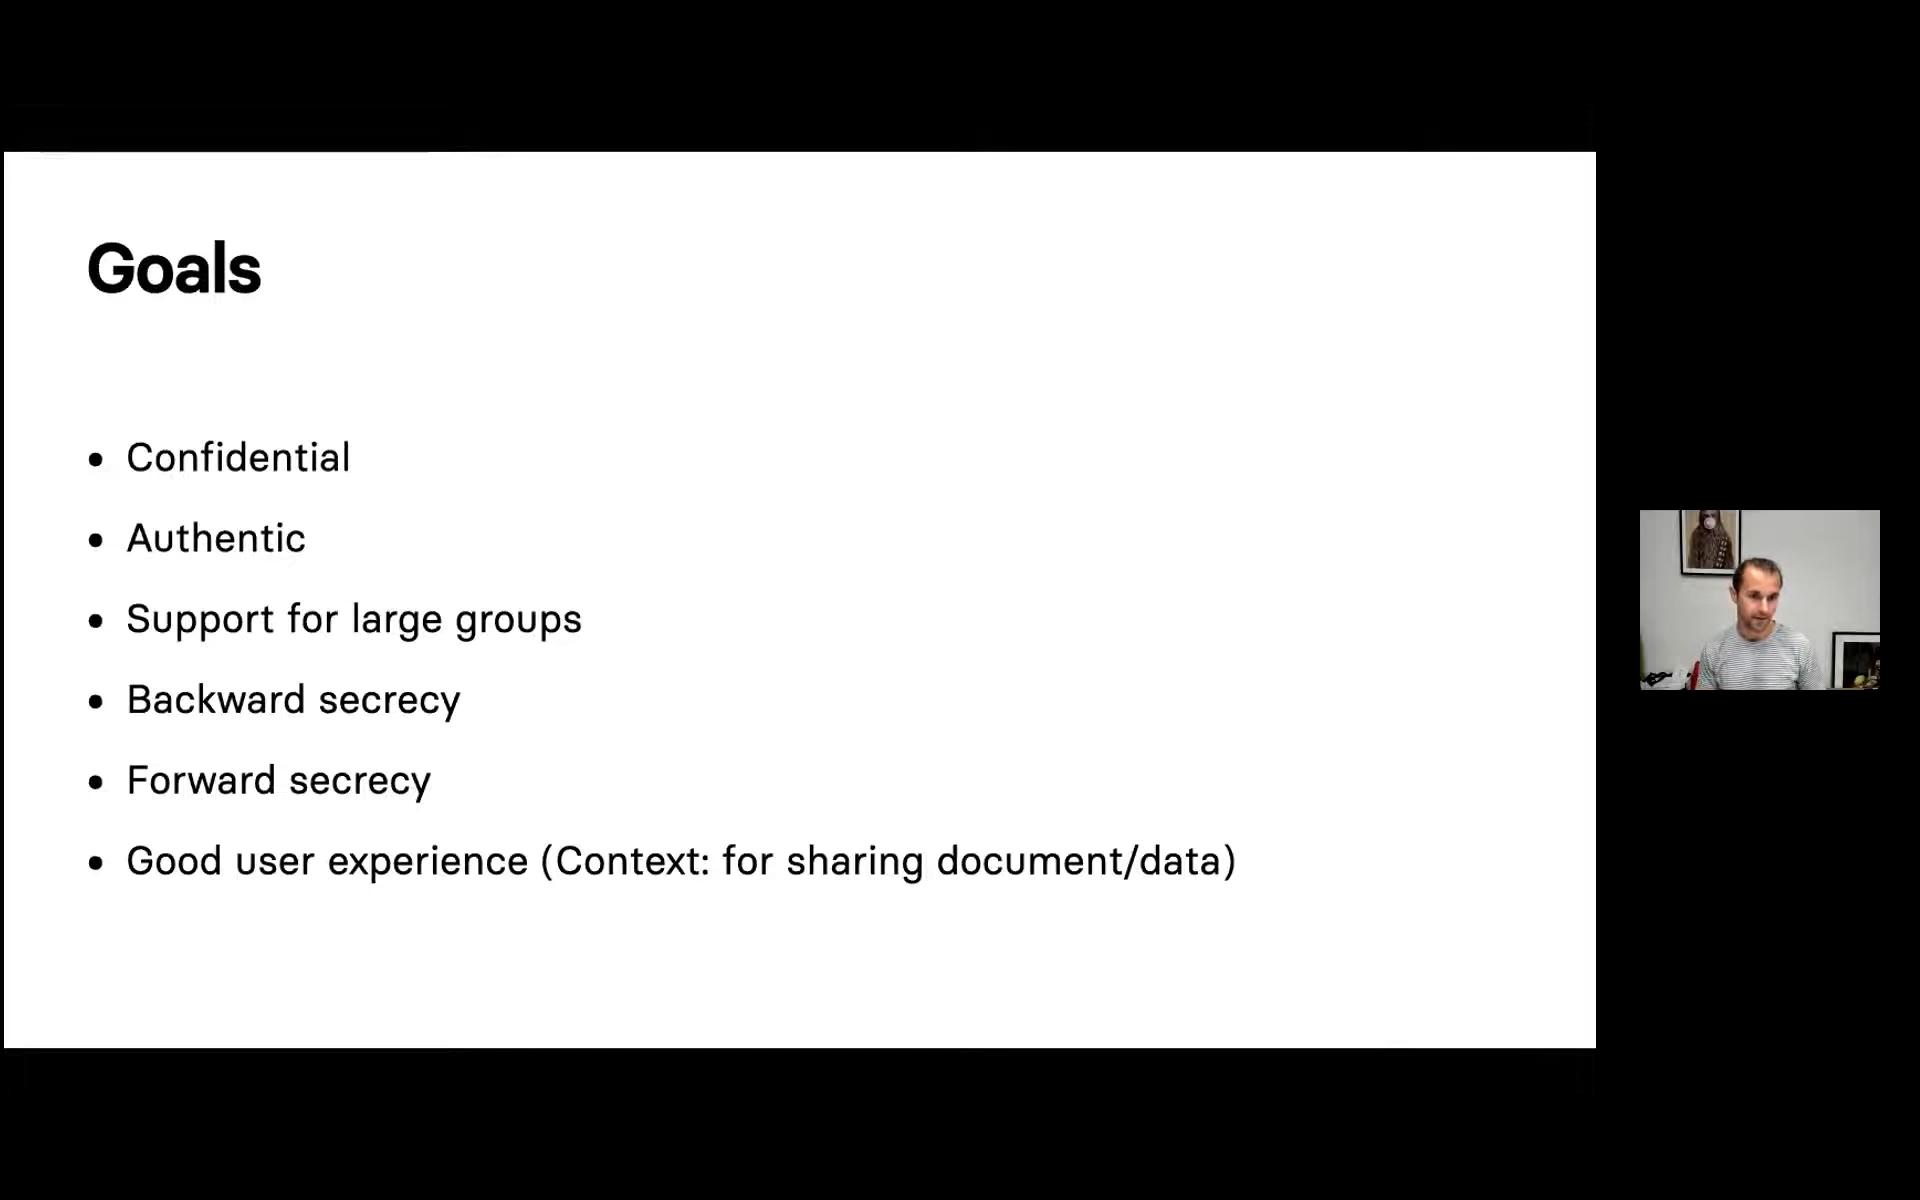 Goals
• Confidential
• Authentic
• Support for large groups
• Backward secrecy
• Forward secrecy
• Good user experience (Context: for sharing document/data)